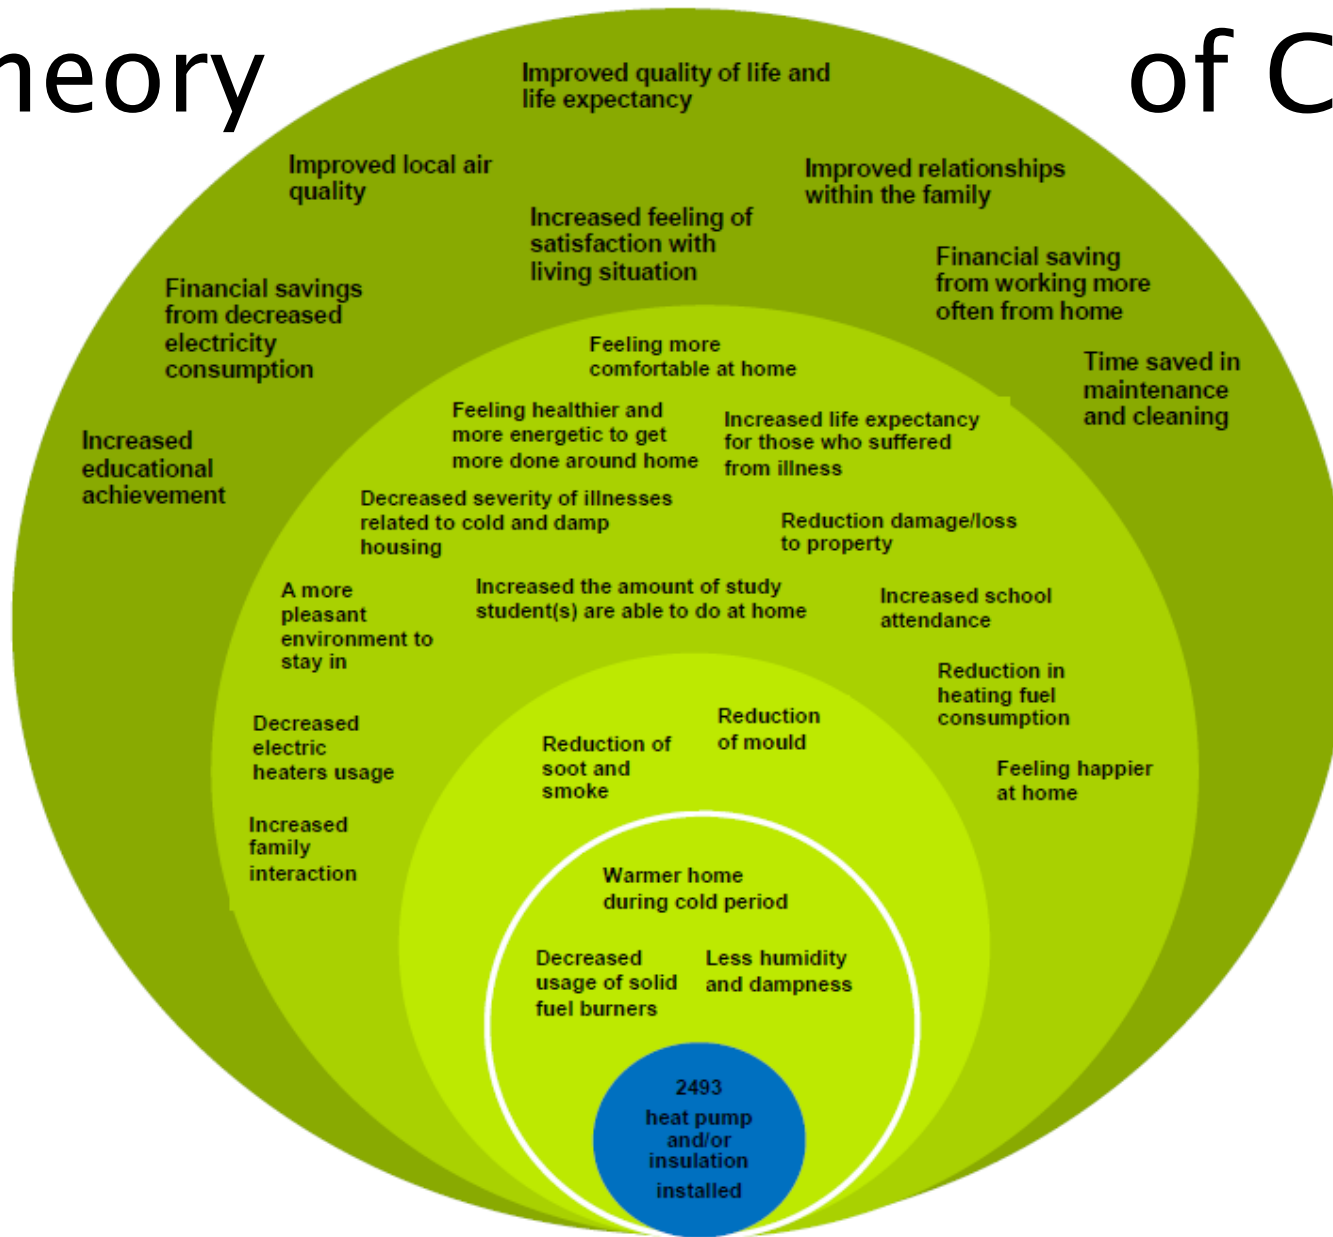 heory of C
Improved quality of life and
life expectancy
Improved local air
quality
Improved relationships
within the family
Increased feeling of
satisfaction with
living situation
Financial saving
from working more
often from home
Financial savings
from decreased
electricity
consumption
Time saved in
maintenance
and cleaning
Increased
educational
achievement
Feeling more
comfortable at home
Feeling healthier and
more energetic to get
more done around home
Increased life expectancy
for those who suffered
from illness
Decreased severity of illnesses
related to cold and damp
housing
Reduction damage/loss
to property
A more
pleasant
environment to
stay in
Increased the amount of study
student(s) are able to do at home
Increased school
attendance
Reduction in
heating fuel
consumption
Decreased
electric
heaters usage
Feeling happier
at home
Increased
family
interaction
Reduction of
soot and
smoke
Reduction
of mould
Warmer home
during cold period
Decreased
usage of solid
fuel burners
Less humidity
and dampness
2493
heat pump
and/or
insulation
installed